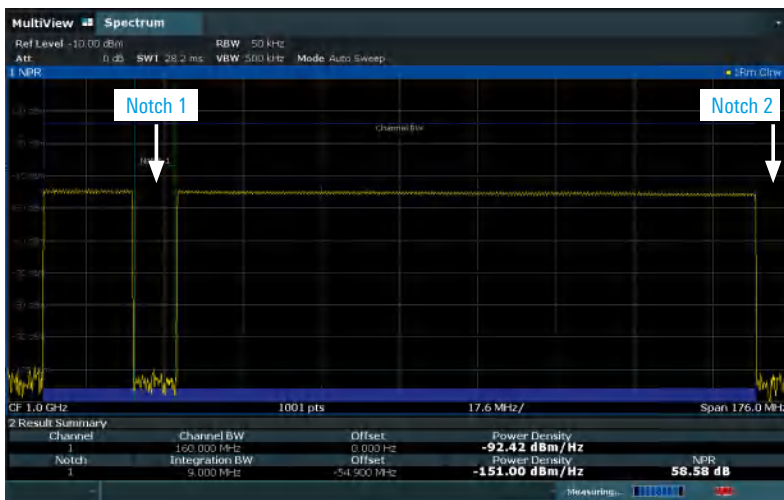 MultiView Spectrum
Ref Level -10.00 dBm RBW 50 kHz
Att 0 dB SWT 28.2 ms VBW 500 kHz Mode Auto Sweep
1 NPR 1Rm Clrw
Notch 1 Notch 2
Channel BW
CF 1.0 GHz 1001 pts 17.6 MHz/ Span 176.0 MHz
2 Result Summary
Channel Channel BW Offset Power Density
1 160.000 MHz 0.000 Hz -92.42 dBm/Hz
Notch Integration BW Offset Power Density NPR
1 9.000 MHz -54.900 MHz -151.00 dBm/Hz 58.58 dB
Measuring...